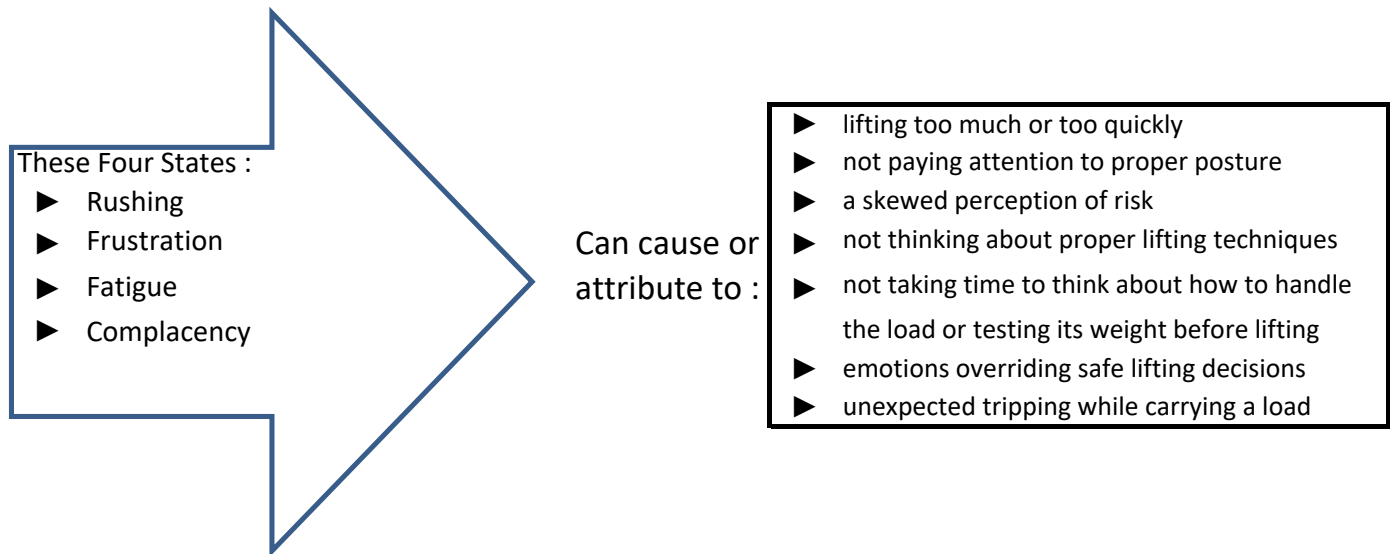 These Four States :
► Rushing
► Frustration
► Fatigue
► Complacency
Can cause or
attribute to :
► lifting too much or too quickly
► not paying attention to proper posture
► a skewed perception of risk
► not thinking about proper lifting techniques
► not taking time to think about how to handle
the load or testing its weight before lifting
► emotions overriding safe lifting decisions
► unexpected tripping while carrying a load